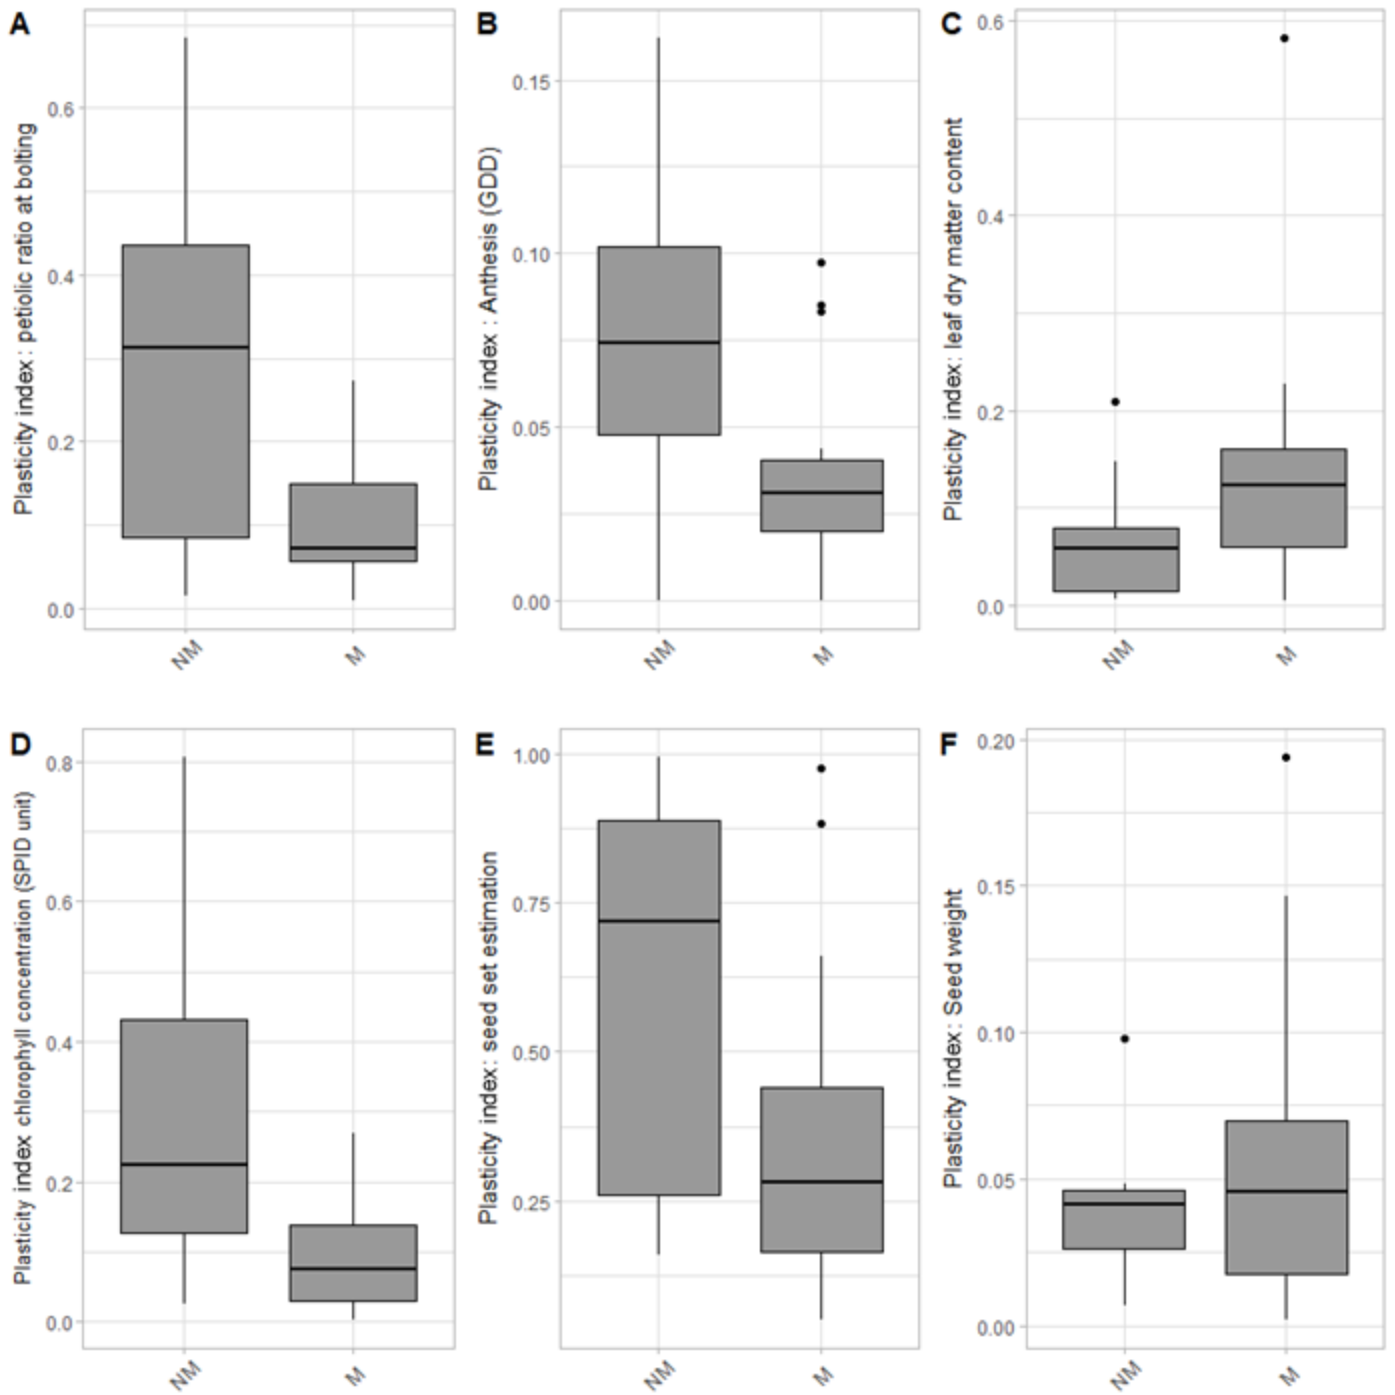 A
Plasticity index: petiolic ratio at bolting
0.6
0.4
0.2
0.0
NM
M
B
Plasticity index : Anthesis (GDD)
0.15
0.10
0.05
0.00
NM
M
C
Plasticity index: leaf dry matter content
0.6
0.4
0.2
0.0
NM
M
D
Plasticity index chlorophyll concentration (SPID unit)
0.8
0.6
0.4
0.2
0.0
NM
M
E
Plasticity index: seed set estimation
1.00
0.75
0.50
0.25
NM
M
F
Plasticity index: Seed weight
0.20
0.15
0.10
0.05
0.00
NM
M